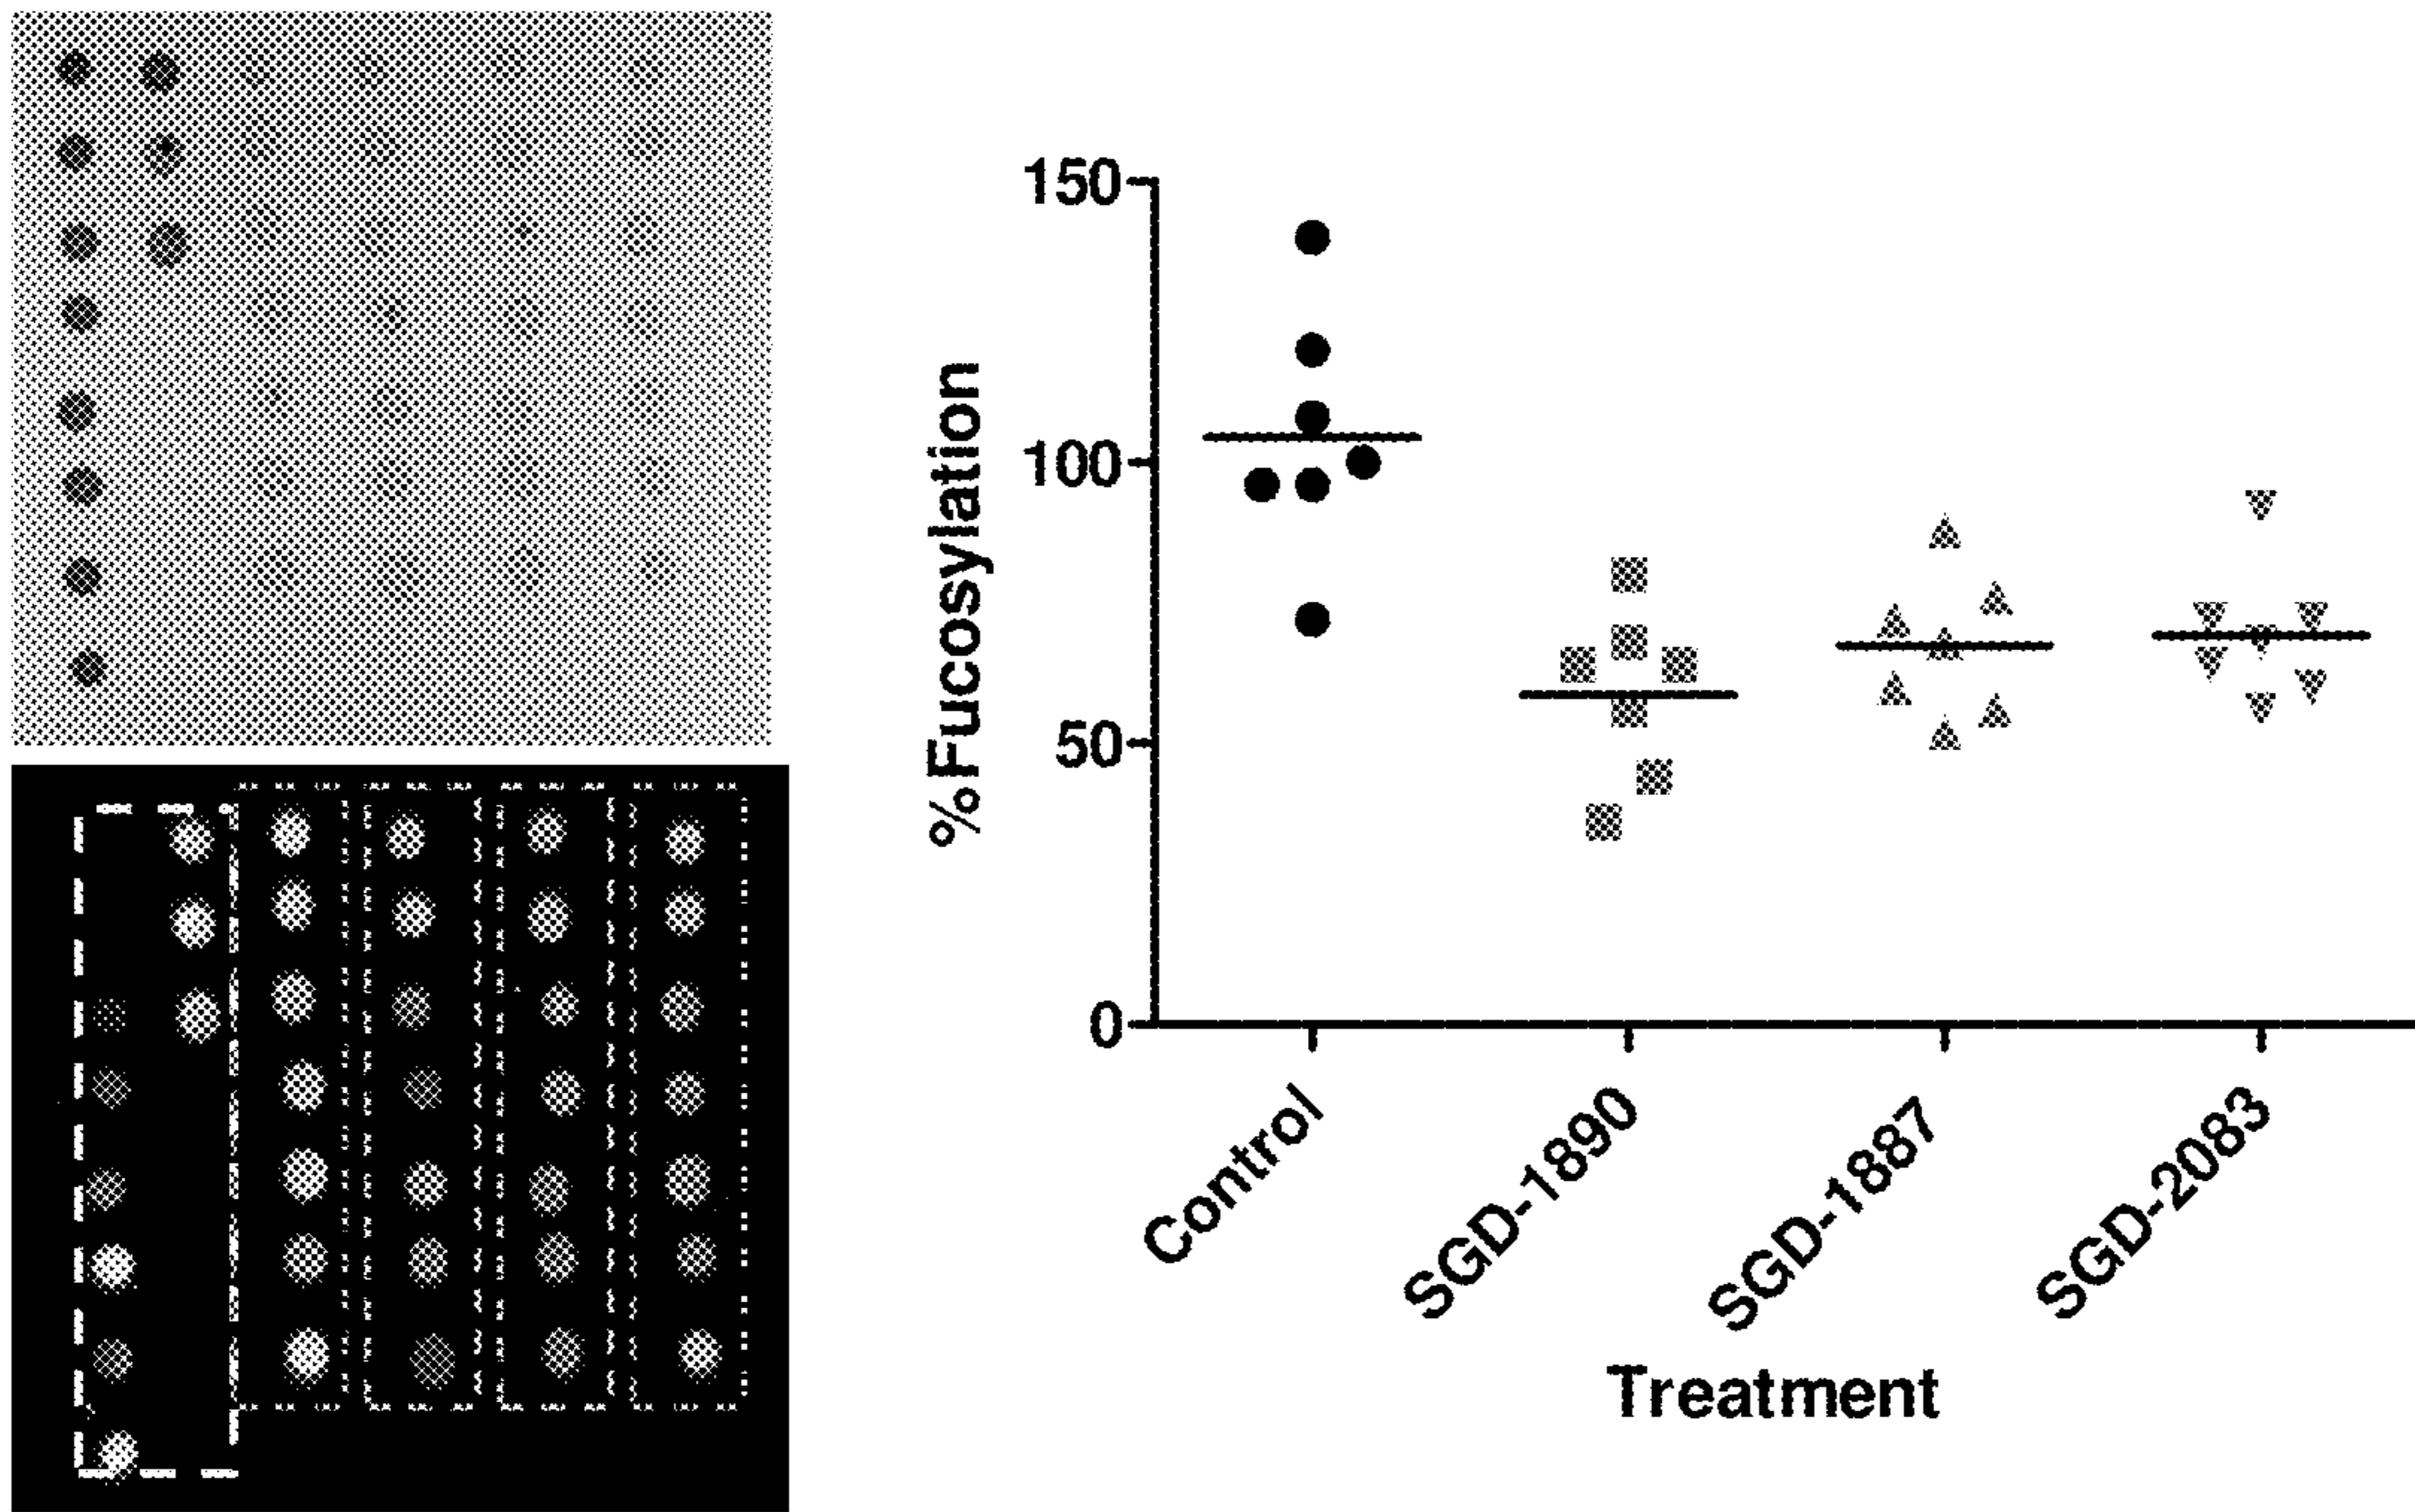 150
100
50
0
% Fucosylation
Control
SGD-1890
SGD-1887
SGD-2083
Treatment